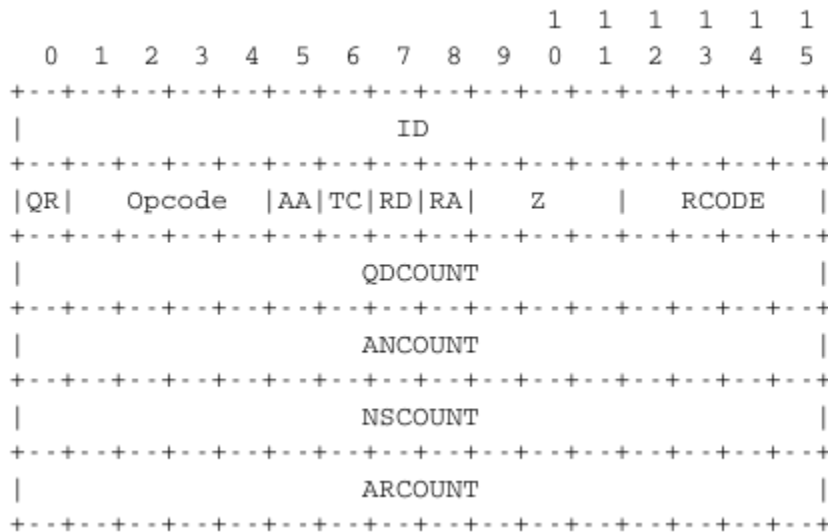 1  1  1  1  1  1
  0  1  2  3  4  5  6  7  8  9  0  1  2  3  4  5
+--+--+--+--+--+--+--+--+--+--+--+--+--+--+--+--+
|                      ID                       |
+--+--+--+--+--+--+--+--+--+--+--+--+--+--+--+--+
|QR|   Opcode  |AA|TC|RD|RA|   Z    |   RCODE   |
+--+--+--+--+--+--+--+--+--+--+--+--+--+--+--+--+
|                    QDCOUNT                    |
+--+--+--+--+--+--+--+--+--+--+--+--+--+--+--+--+
|                    ANCOUNT                    |
+--+--+--+--+--+--+--+--+--+--+--+--+--+--+--+--+
|                    NSCOUNT                    |
+--+--+--+--+--+--+--+--+--+--+--+--+--+--+--+--+
|                    ARCOUNT                    |
+--+--+--+--+--+--+--+--+--+--+--+--+--+--+--+--+